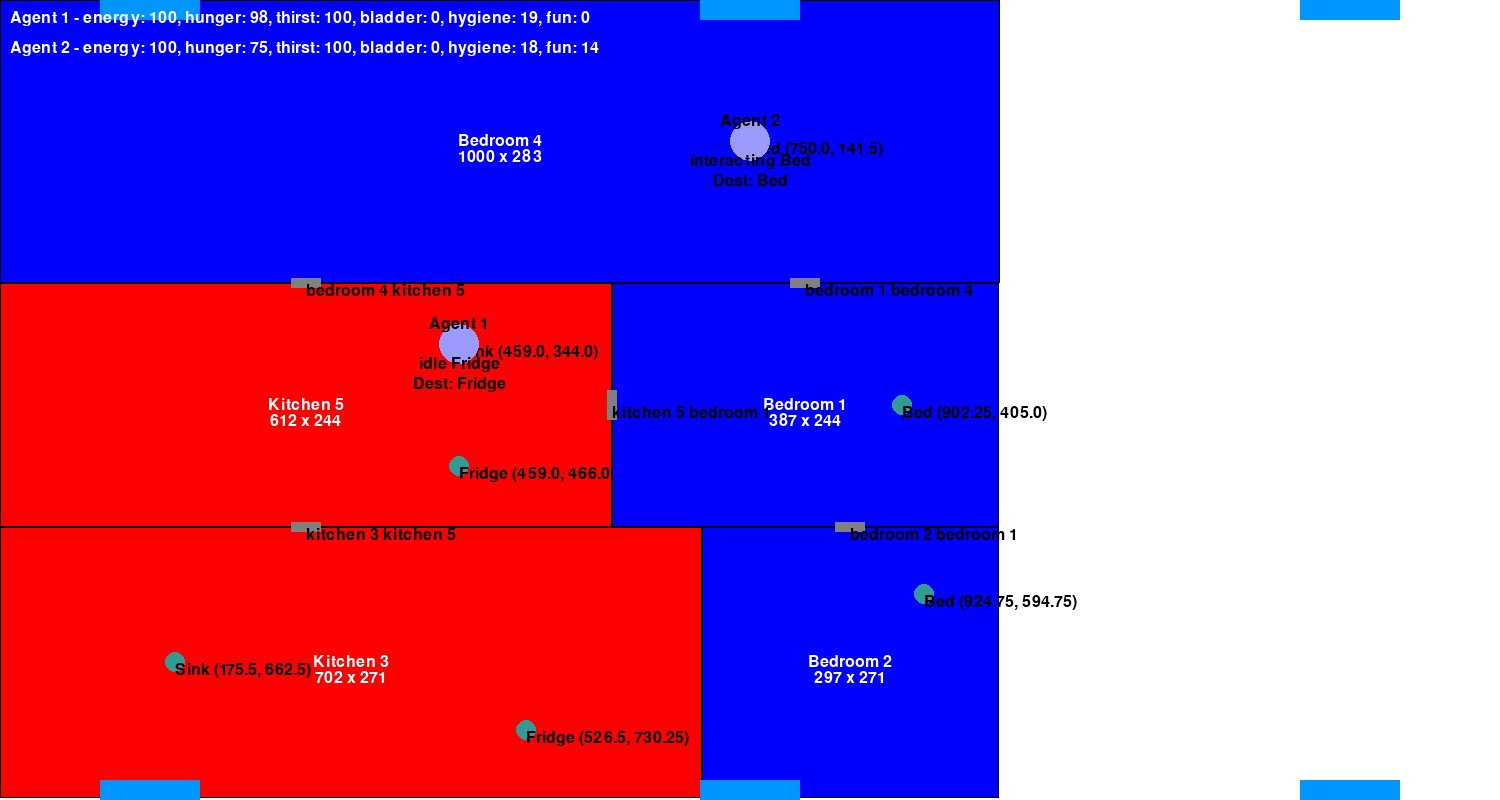 Agent 1 - energy: 100, hunger: 98, thirst: 100, bladder: 0, hygiene: 19, fun: 0
Agent 2 - energy: 100, hunger: 75, thirst: 100, bladder: 0, hygiene: 18, fun: 14
Agent 2
Bedroom 4
1000 x 283
(750.0, 141.5)
Interacting Bed
Dest: Bed
bedroom 4 kitchen 5
bedroom 1 bedroom 4
Agent 1
(459.0, 344.0)
idle Fridge
Dest: Fridge
Kitchen 5
612 x 244
kitchen 5 bedroom 1
Bedroom 1
387 x 244
Bed (902.25, 405.0)
Fridge (459.0, 466.0
kitchen 3 kitchen 5
bedroom 2 bedroom 1
Bed (924.75, 594.75)
Sink (175.5, 662.5)
Kitchen 3
702 x 271
Bedroom 2
297 x 271
Fridge (526.5, 730.25)